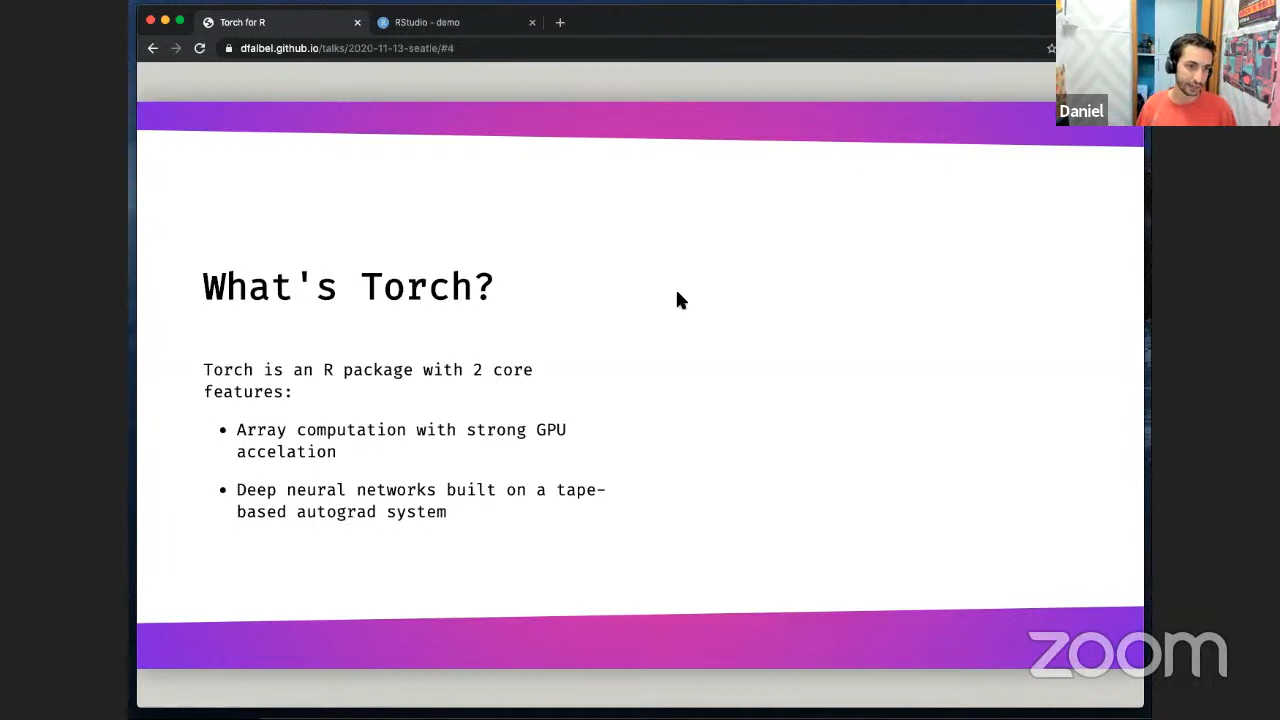 Torch for R
RStudio - demo
dfalbel.github.io/talks/2020-11-13-seatle/#4
Daniel
What's Torch?
Torch is an R package with 2 core
features:
• Array computation with strong GPU
accelation
• Deep neural networks built on a tape-
based autograd system
zoom